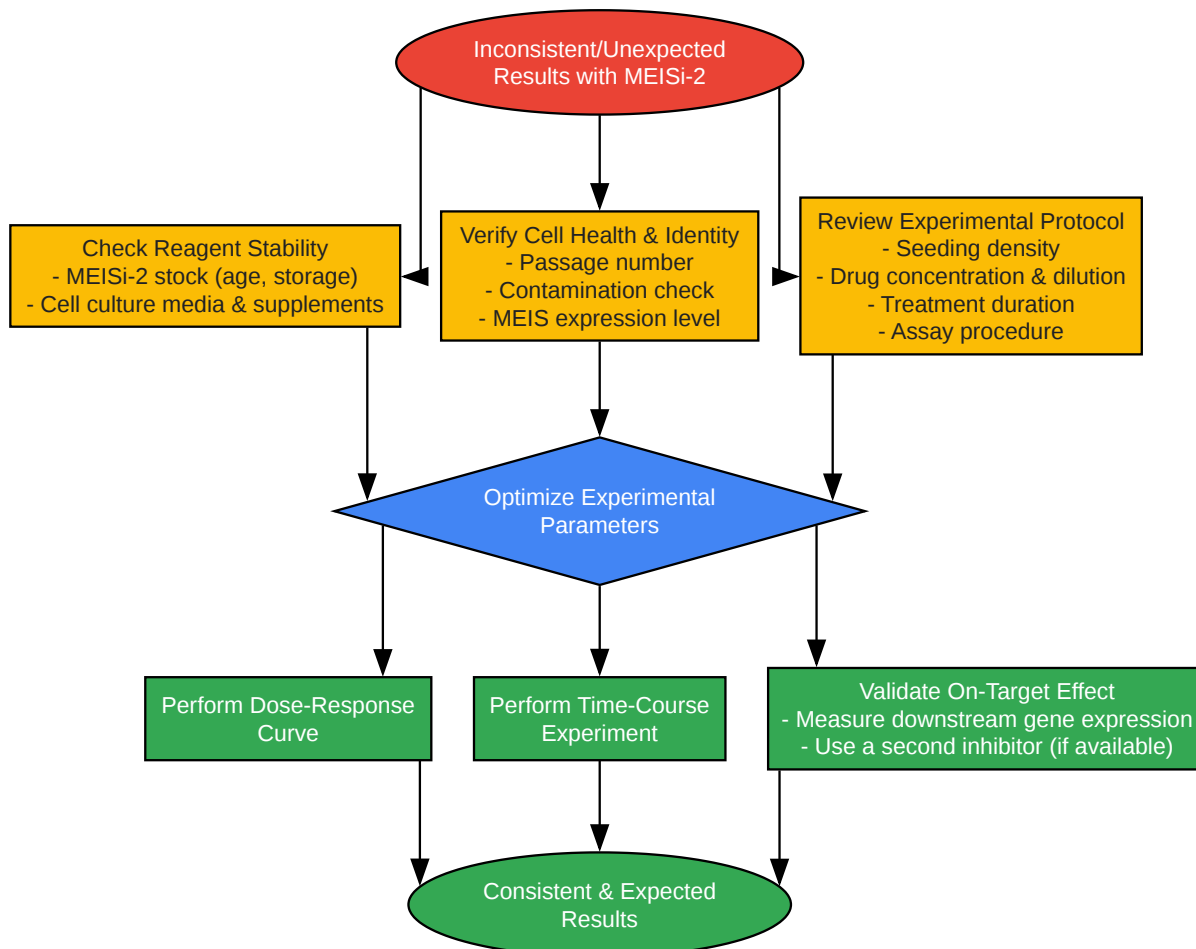 Inconsistent/Unexpected
Results with MEISi-2
Check Reagent Stability
- MEISi-2 stock (age, storage)
- Cell culture media & supplements
Verify Cell Health & Identity
- Passage number
- Contamination check
- MEIS expression level
Review Experimental Protocol
- Seeding density
- Drug concentration & dilution
- Treatment duration
- Assay procedure
Optimize Experimental
Parameters
Perform Dose-Response
Curve
Perform Time-Course
Experiment
Validate On-Target Effect
- Measure downstream gene expression
- Use a second inhibitor (if available)
Consistent & Expected
Results